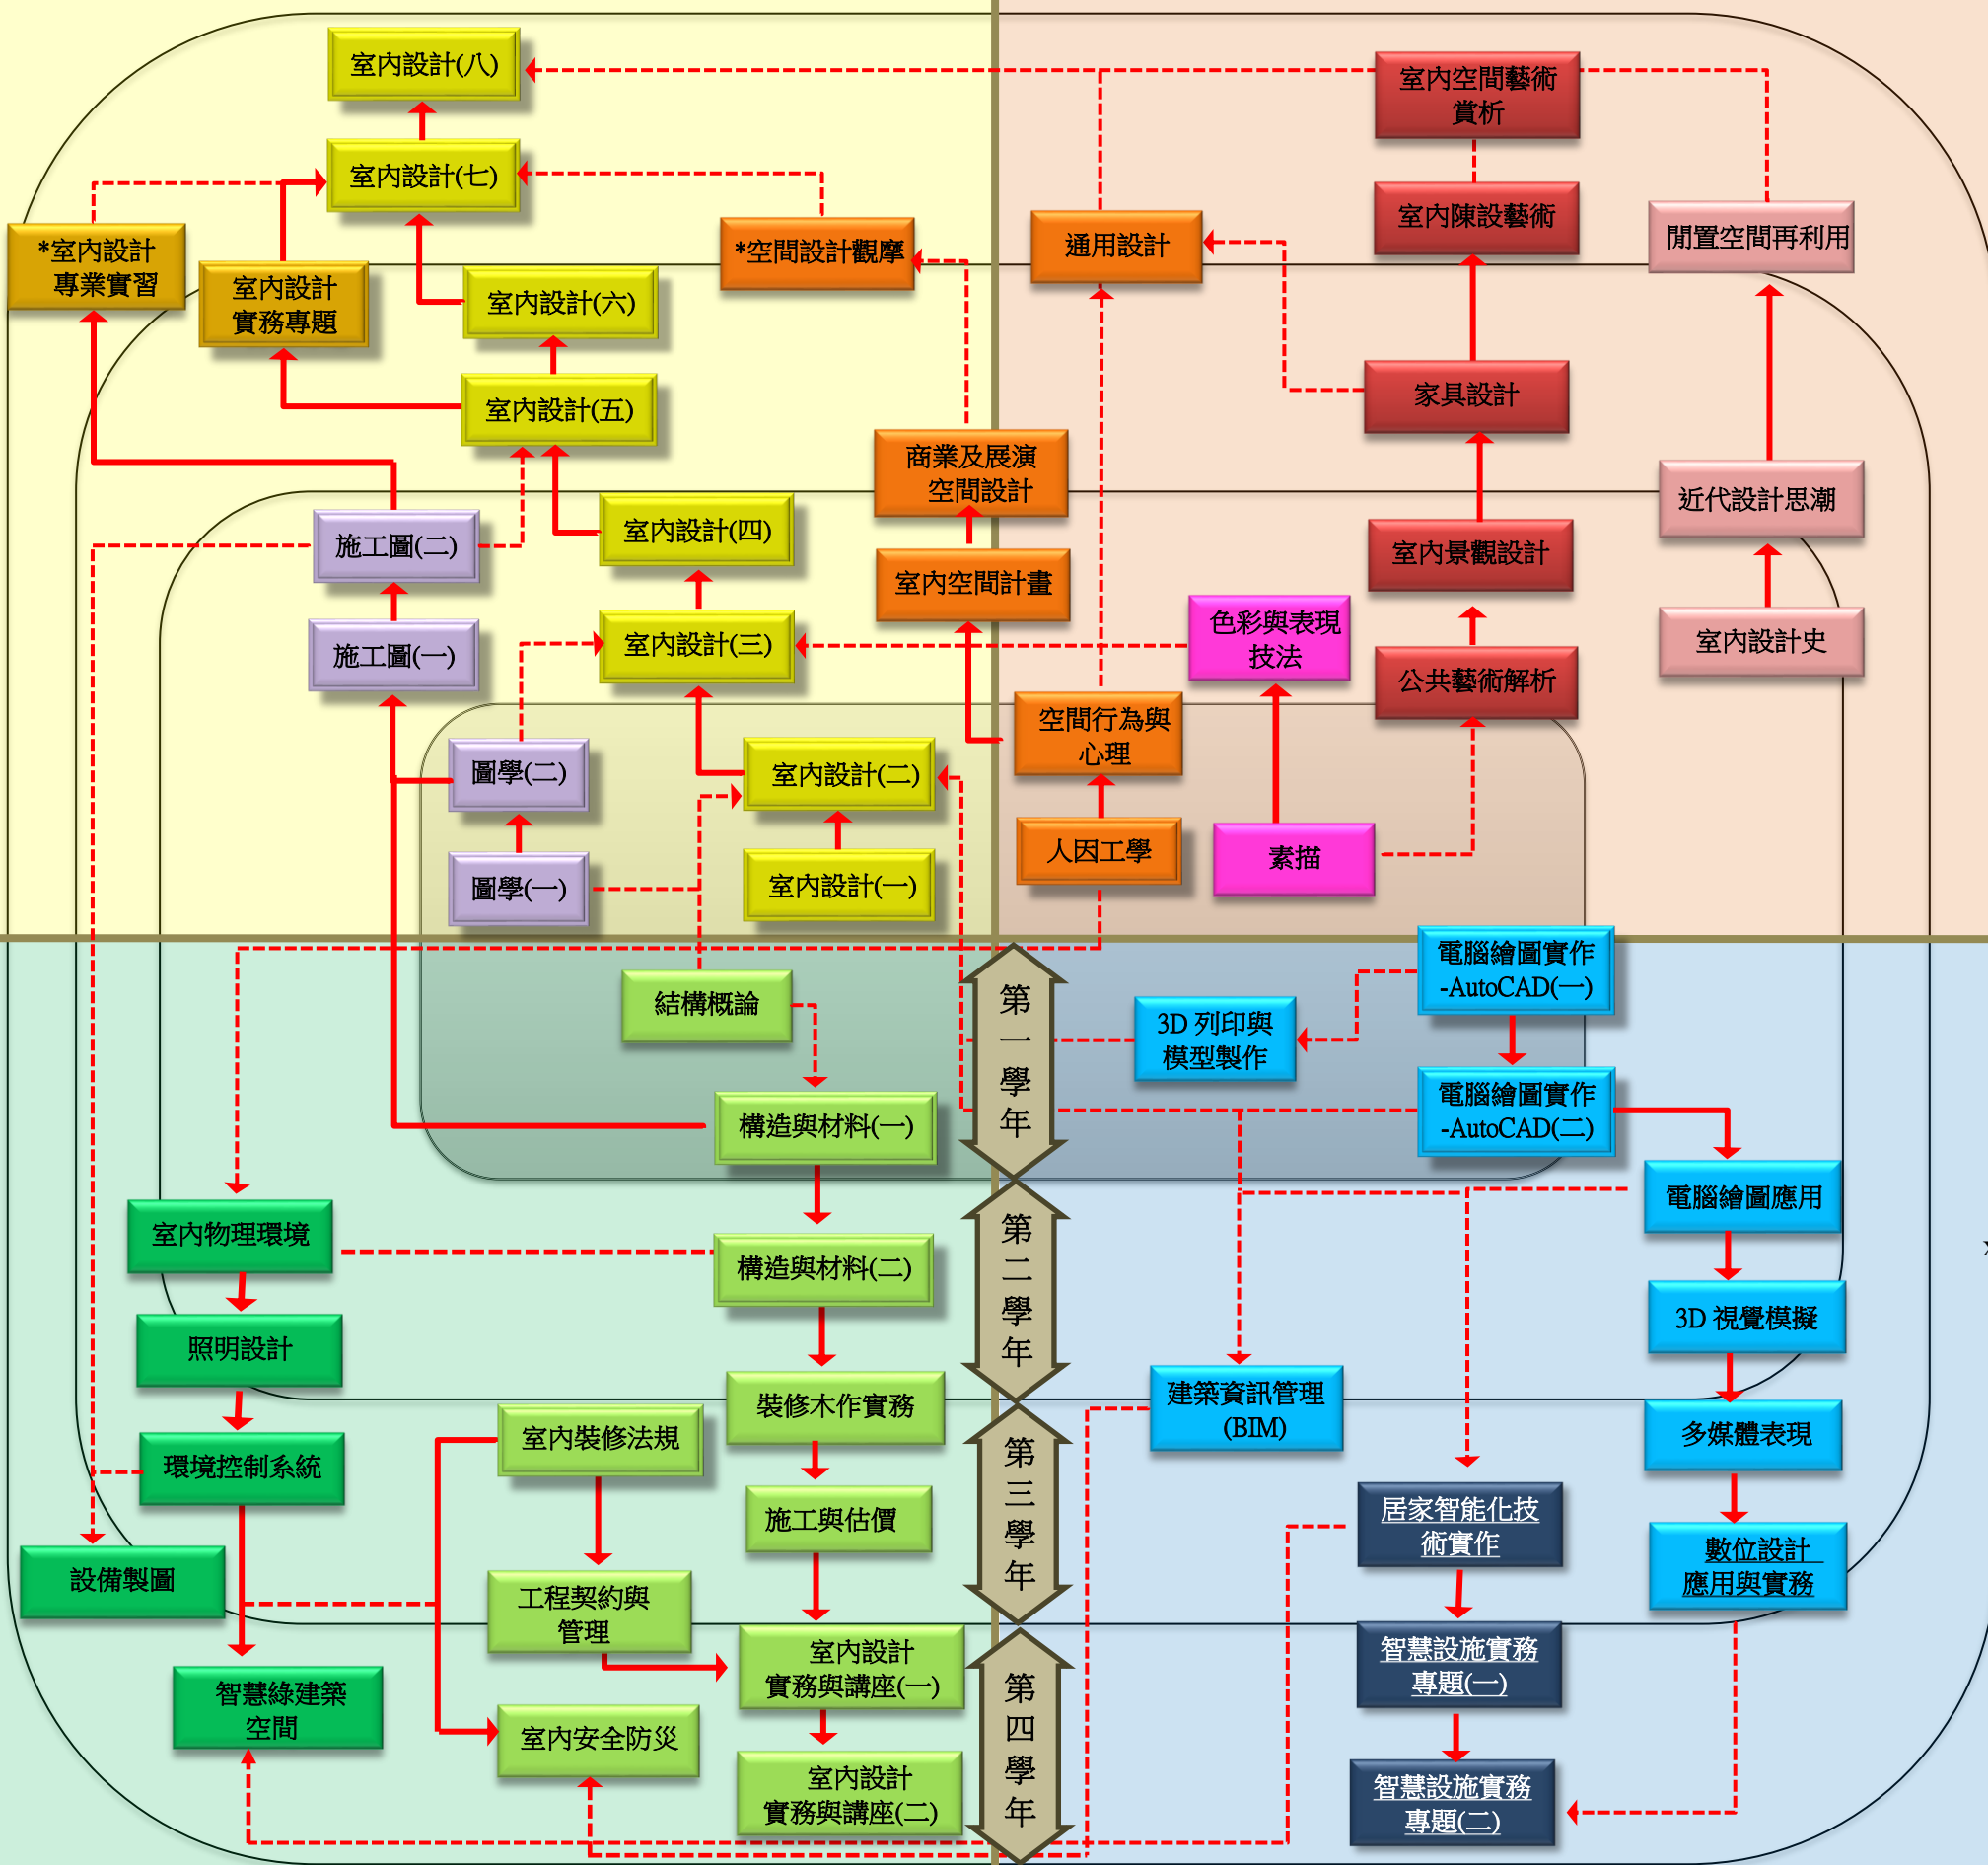 室內設計(八)
室內設計(七)
*室內設計
專業實習
室內設計
實務專題
室內設計(六)
室內設計(五)
*空間設計觀摩
施工圖(二)
施工圖(一)
室內設計(四)
室內設計(三)
商業及展演
空間設計
室內空間計畫
圖學(二)
圖學(一)
室內設計(二)
室內設計(一)
室內空間藝術
賞析
室內陳設藝術
通用設計
閒置空間再利用
家具設計
近代設計思潮
室內景觀設計
色彩與表現
技法
公共藝術解析
室內設計史
空間行為與
心理
人因工學
素描
結構概論
構造與材料(一)
室內物理環境
構造與材料(二)
照明設計
裝修木作實務
室內裝修法規
環境控制系統
施工與估價
設備製圖
工程契約與
管理
室內設計
實務與講座(一)
智慧綠建築
空間
室內安全防災
室內設計
實務與講座(二)
第一學年
第二學年
第三學年
第四學年
電腦繪圖實作
-AutoCAD(一)
3D 列印與
模型製作
電腦繪圖實作
-AutoCAD(二)
電腦繪圖應用
3D 視覺模擬
建築資訊管理
(BIM)
多媒體表現
居家智能化技
術實作
數位設計
應用與實務
智慧設施實務
專題(一)
智慧設施實務
專題(二)